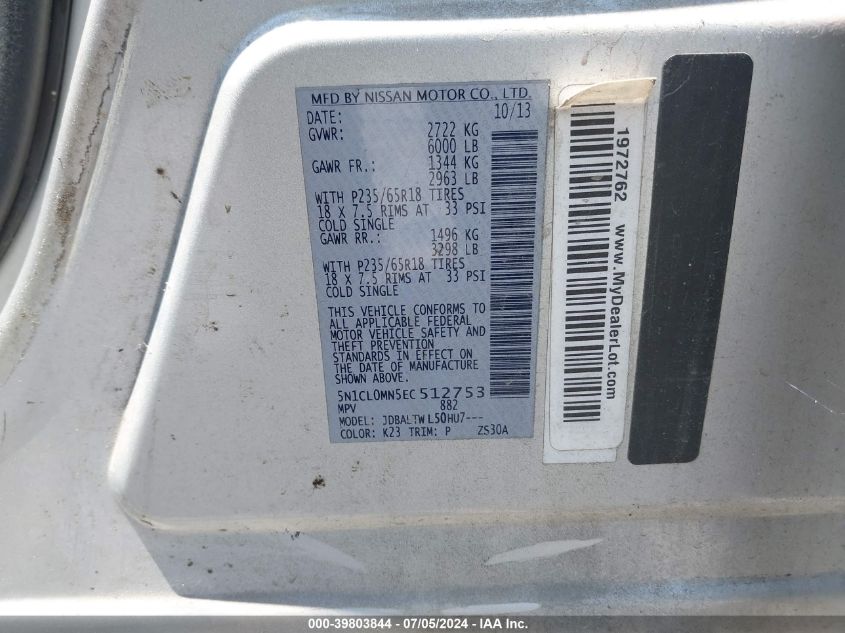 MFD BY NISSAN MOTOR CO., LTD.
DATE: 10/13
GVWR: 2722 KG
6000 LB
GAWR FR.: 1344 KG
2963 LB
WITH P235/65R18 TIRES
18 X 7.5 RIMS AT 33 PSI
COLD SINGLE
GAWR RR.: 1496 KG
3298 LB
WITH P235/65R18 TIRES
18 X 7.5 RIMS AT 33 PSI
COLD SINGLE
THIS VEHICLE CONFORMS TO
ALL APPLICABLE FEDERAL
MOTOR VEHICLE SAFETY AND
THEFT PREVENTION
STANDARDS IN EFFECT ON
THE DATE OF MANUFACTURE
SHOWN ABOVE.
5N1CL0MN5EC512753
MPV 882
MODEL: JDBALTWL50HU7---
COLOR: K23 TRIM: P ZS30A
1972762 www.MyDealerLot.com
000-39803844 - 07/05/2024 - IAAI.com